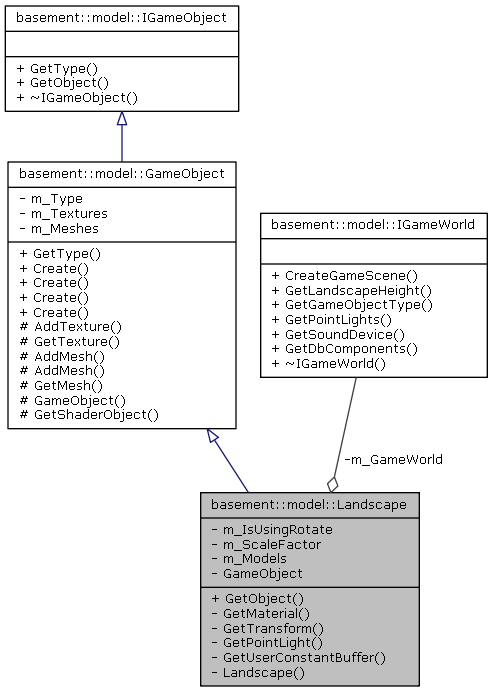 basement::model::IGameObject
+ GetType()
+ GetObject()
+ ~IGameObject()
basement::model::GameObject
- m_Type
- m_Textures
- m_Meshes
+ GetType()
+ Create()
+ Create()
+ Create()
+ Create()
# AddTexture()
# GetTexture()
# AddMesh()
# AddMesh()
# GetMesh()
# GameObject()
# GetShaderObject()
basement::model::IGameWorld
+ CreateGameScene()
+ GetLandscapeHeight()
+ GetGameObjectType()
+ GetPointLights()
+ GetSoundDevice()
+ GetDbComponents()
+ ~IGameWorld()
-m_GameWorld
basement::model::Landscape
- m_IsUsingRotate
- m_ScaleFactor
- m_Models
- GameObject
+ GetObject()
- GetMaterial()
- GetTransform()
- GetPointLight()
- GetUserConstantBuffer()
- Landscape()